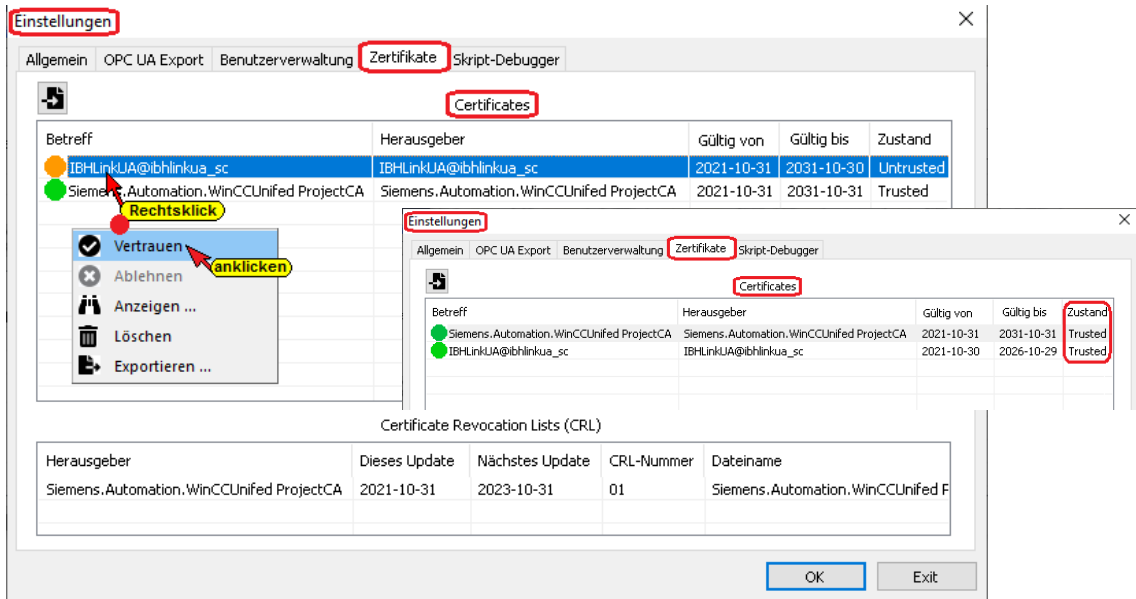 Einstellungen
Allgemein OPC UA Export Benutzerverwaltung Zertifikate Skript-Debugger
Certificates
Betreff Herausgeber Gültig von Gültig bis Zustand
IBHLinkUA@ibhlinkua_sc IBHLinkUA@ibhlinkua_sc 2021-10-31 2031-10-30 Untrusted
Siemens.Automation.WinCCUnifed ProjectCA Siemens.Automation.WinCCUnifed ProjectCA 2021-10-31 2031-10-31 Trusted
Rechtsklick
Vertrauen
anklicken
Ablehnen
Anzeigen ...
Löschen
Exportieren ...
Einstellungen
Allgemein OPC UA Export Benutzerverwaltung Zertifikate Skript-Debugger
Certificates
Betreff Herausgeber Gültig von Gültig bis Zustand
Siemens.Automation.WinCCUnifed ProjectCA Siemens.Automation.WinCCUnifed ProjectCA 2021-10-31 2031-10-31 Trusted
IBHLinkUA@ibhlinkua_sc IBHLinkUA@ibhlinkua_sc 2021-10-30 2026-10-29 Trusted
Certificate Revocation Lists (CRL)
Herausgeber Dieses Update Nächstes Update CRL-Nummer Dateiname
Siemens.Automation.WinCCUnifed ProjectCA 2021-10-31 2023-10-31 01 Siemens.Automation.WinCCUnifed F
OK Exit